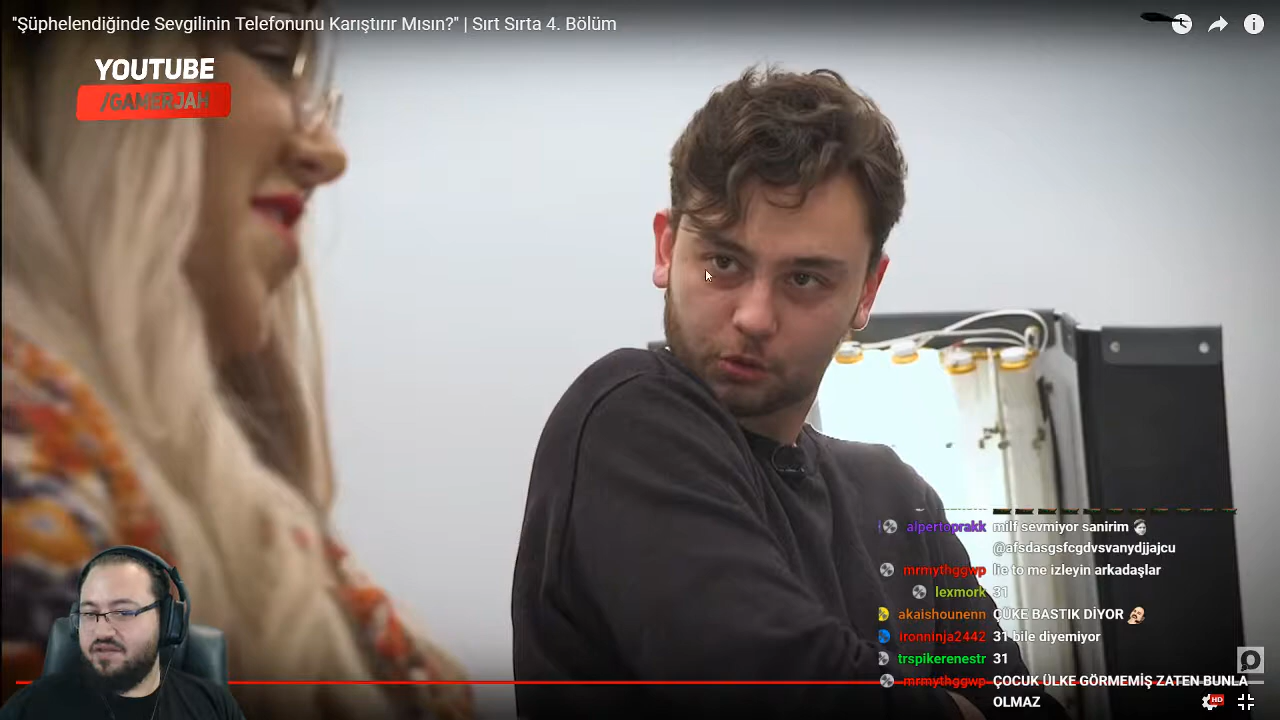 "Şüphelendiğinde Sevgilinin Telefonunu Karıştırır Mısın?" | Sırt Sırta 4. Bölüm
YOUTUBE
/GAMERJAH
alpertoprakk milf sevmiyor sanirim
@afsdasgsfcgdvsvanydjjajcu
mrmythggwp lie to me izleyin arkadaşlar
lexmork 31
akaishounenn ÇÜKE BASTIK DİYOR
ironninja2442 31 bile diyemiyor
trspikerenestr 31
mrmythggwp ÇOCUK ÜLKE GÖRMEMİŞ ZATEN BUNLA
OLMAZ
HD